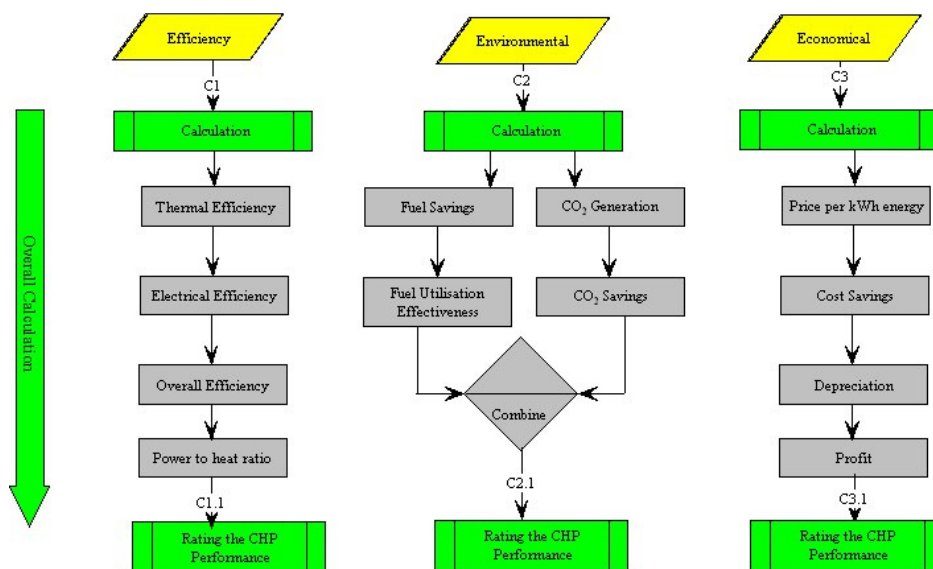 Efficiency
Environmental
Economical
C1
C2
C3
Calculation
Calculation
Calculation
Thermal Efficiency
Fuel Savings
CO₂ Generation
Price per kWh energy
Overall Calculation
Electrical Efficiency
Fuel Utilisation
Effectiveness
CO₂ Savings
Cost Savings
Overall Efficiency
Combine
Depreciation
Power to heat ratio
Profit
C1.1
C2.1
C3.1
Rating the CHP
Performance
Rating the CHP
Performance
Rating the CHP
Performance